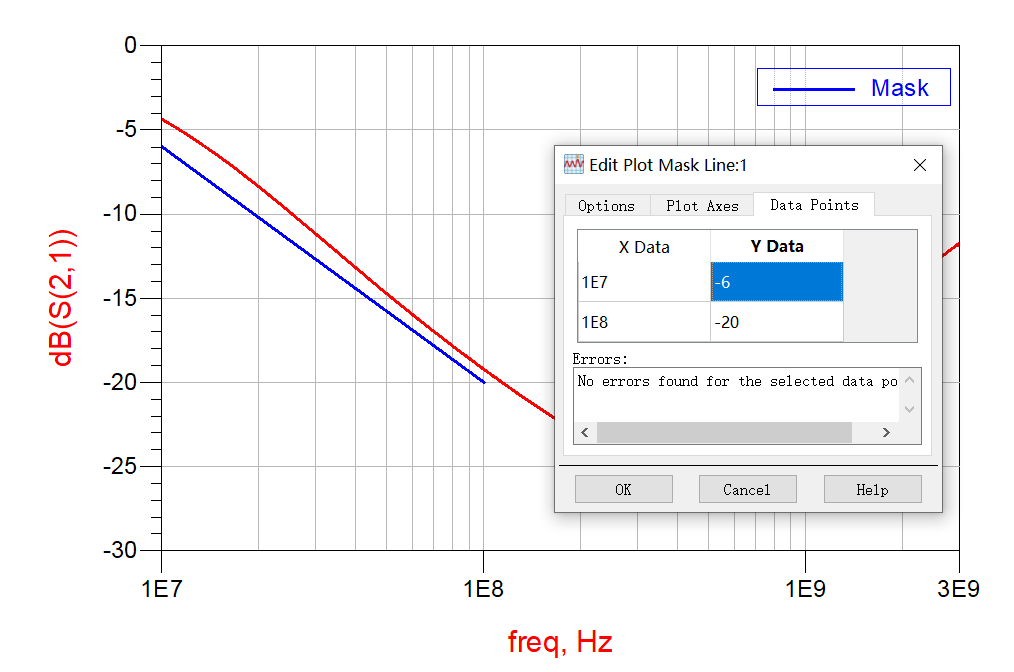 0
-5
-10
-15
-20
-25
-30
dB(S(2,1))
1E7
1E8
1E9
3E9
freq, Hz
Mask
Edit Plot Mask Line:1
Options
Plot Axes
Data Points
X Data Y Data
1E7 -6
1E8 -20
Errors:
No errors found for the selected data po
OK
Cancel
Help